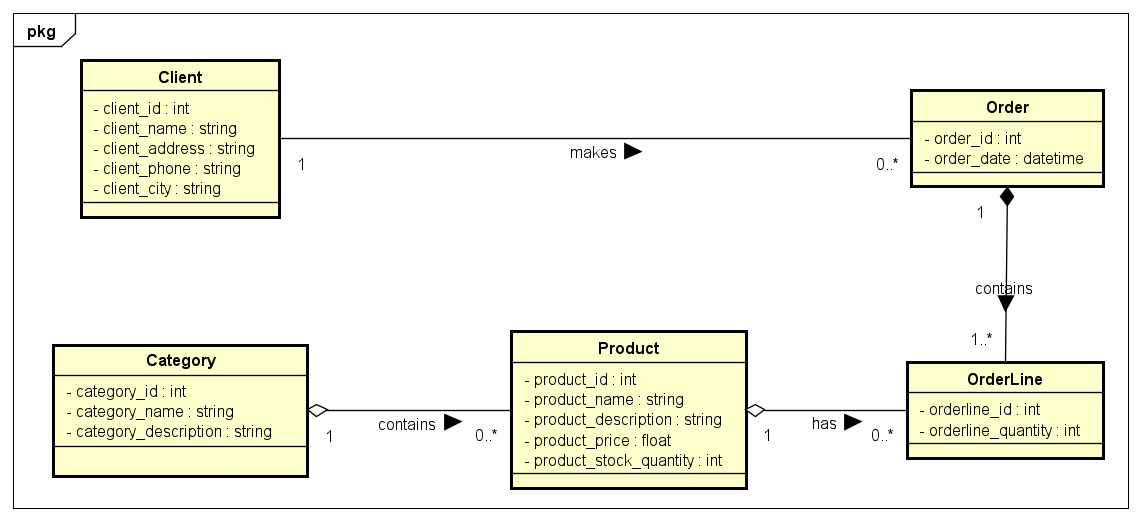 pkg
Client
- client_id : int
- client_name : string
- client_address : string
- client_phone : string
- client_city : string
1
makes
0..*
Order
- order_id : int
- order_date : datetime
1
contains
1..*
Category
- category_id : int
- category_name : string
- category_description : string
1
contains
0..*
Product
- product_id : int
- product_name : string
- product_description : string
- product_price : float
- product_stock_quantity : int
1
has
0..*
OrderLine
- orderline_id : int
- orderline_quantity : int